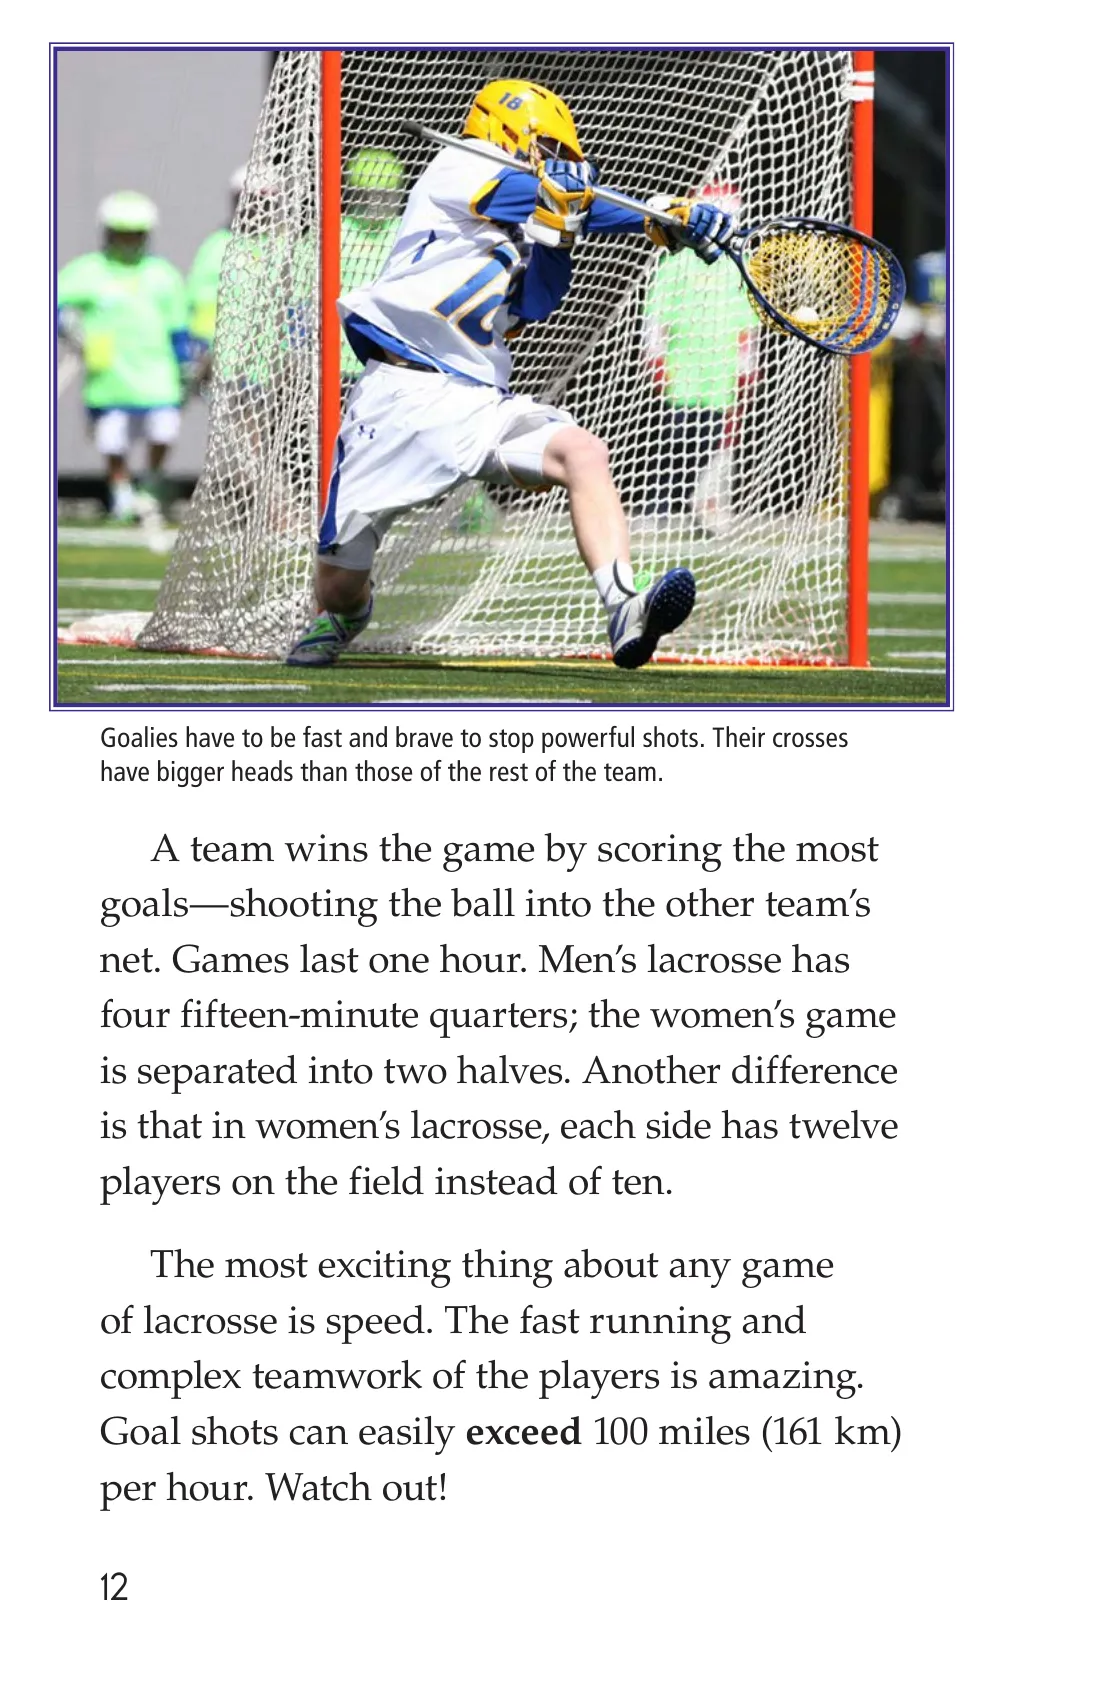 18
18
Goalies have to be fast and brave to stop powerful shots. Their crosses
have bigger heads than those of the rest of the team.
A team wins the game by scoring the most
goals—shooting the ball into the other team’s
net. Games last one hour. Men’s lacrosse has
four fifteen-minute quarters; the women’s game
is separated into two halves. Another difference
is that in women’s lacrosse, each side has twelve
players on the field instead of ten.
The most exciting thing about any game
of lacrosse is speed. The fast running and
complex teamwork of the players is amazing.
Goal shots can easily exceed 100 miles (161 km)
per hour. Watch out!
12